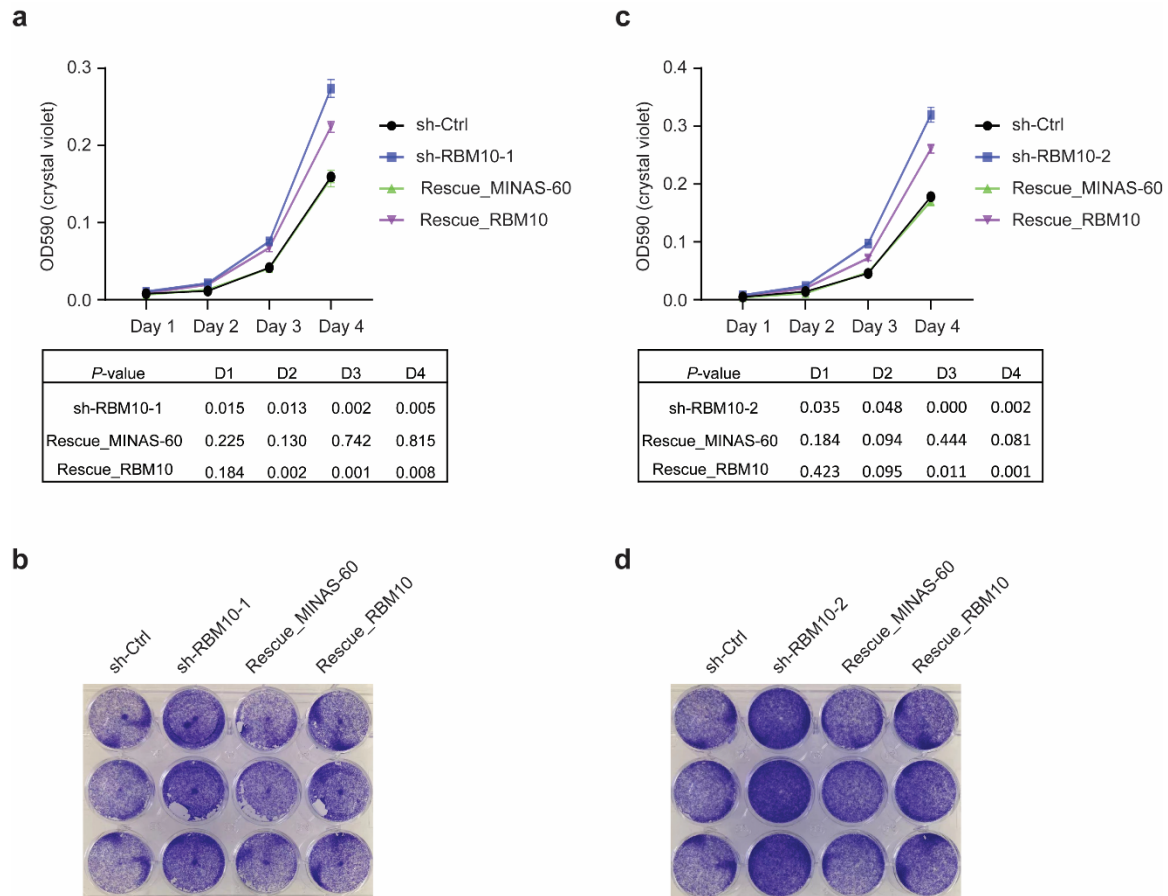 a
0.3
0.2
0.1
0.0
OD590 (crystal violet)
Day 1 Day 2 Day 3 Day 4
sh-Ctrl
sh-RBM10-1
Rescue_MINAS-60
Rescue_RBM10
P-value D1 D2 D3 D4
sh-RBM10-1 0.015 0.013 0.002 0.005
Rescue_MINAS-60 0.225 0.130 0.742 0.815
Rescue_RBM10 0.184 0.002 0.001 0.008
c
0.4
0.3
0.2
0.1
0.0
OD590 (crystal violet)
Day 1 Day 2 Day 3 Day 4
sh-Ctrl
sh-RBM10-2
Rescue_MINAS-60
Rescue_RBM10
P-value D1 D2 D3 D4
sh-RBM10-2 0.035 0.048 0.000 0.002
Rescue_MINAS-60 0.184 0.094 0.444 0.081
Rescue_RBM10 0.423 0.095 0.011 0.001
b
sh-Ctrl
sh-RBM10-1
Rescue_MINAS-60
Rescue_RBM10
d
sh-Ctrl
sh-RBM10-2
Rescue_MINAS-60
Rescue_RBM10